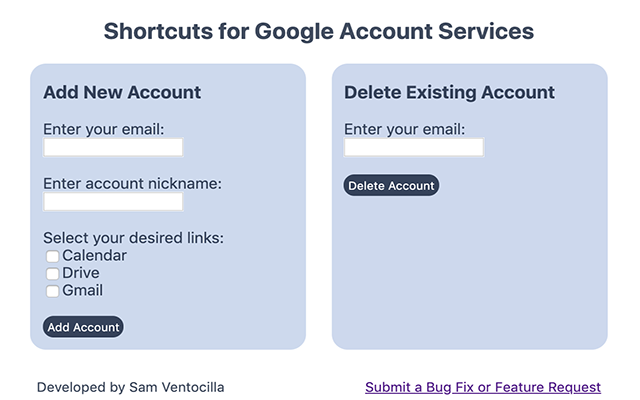 Shortcuts for Google Account Services
Add New Account
Enter your email:
Enter account nickname:
Select your desired links:
Calendar
Drive
Gmail
Add Account
Delete Existing Account
Enter your email:
Delete Account
Developed by Sam Ventocilla
Submit a Bug Fix or Feature Request